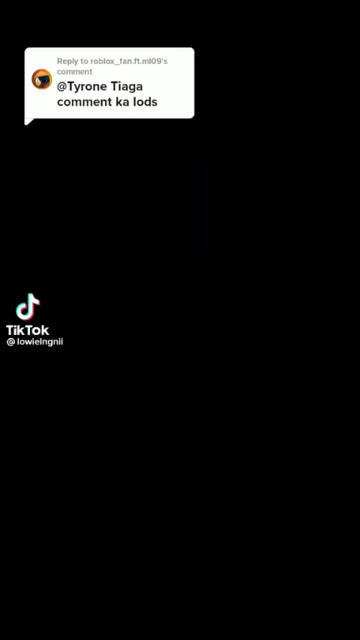 Reply to roblox_fan.ft.ml09's
comment
@Tyrone Tiaga
comment ka lods
TikTok
@lowielngnii